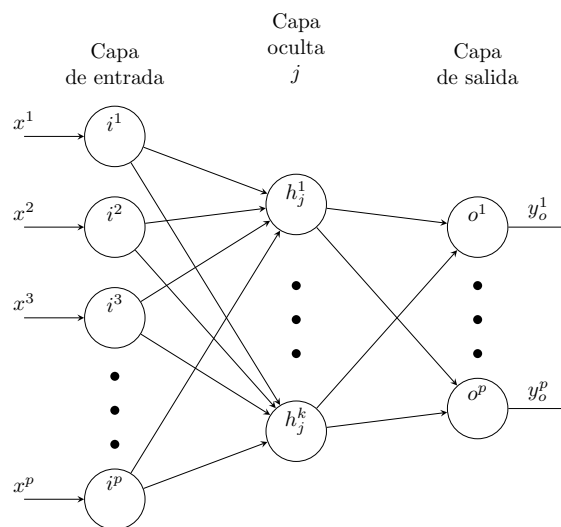 Capa
oculta
j
Capa
de entrada
Capa
de salida
x^1
i^1
x^2
i^2
x^3
i^3
x^p
i^p
h_j^1
h_j^k
o^1
y_o^1
o^p
y_o^p